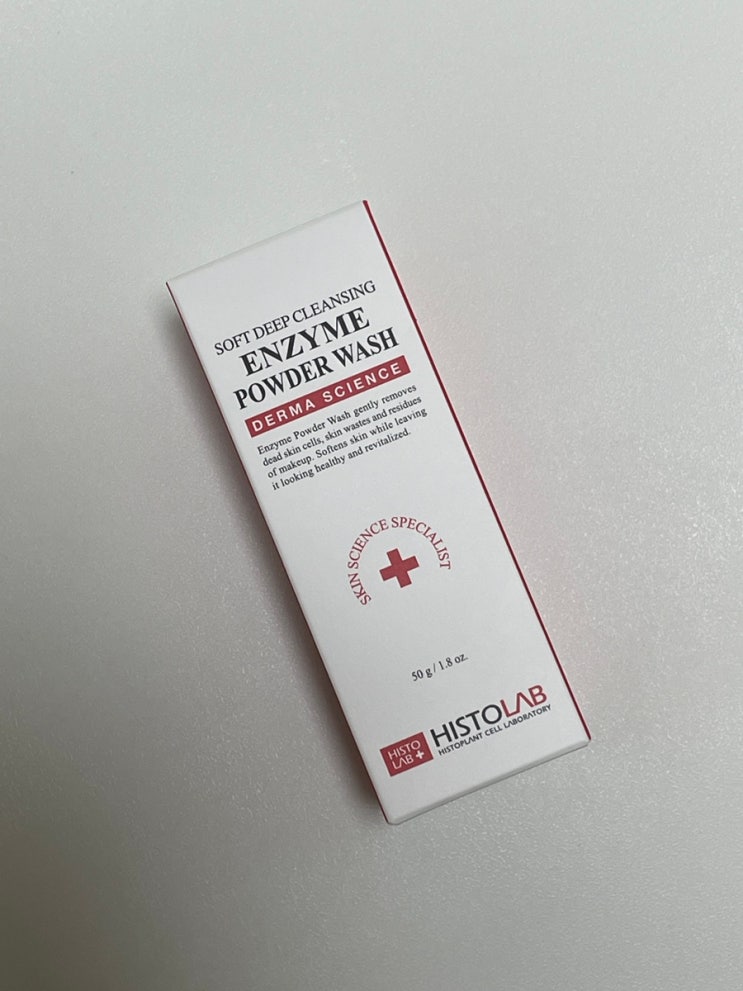 SOFT DEEP CLEANSING
ENZYME
POWDER WASH
DERMA SCIENCE
Enzyme Powder Wash gently removes
dead skin cells, skin wastes and residues
of makeup. Softens skin while leaving
it looking healthy and revitalized.
SKIN SCIENCE SPECIALIST
50 g / 1.8 oz.
HISTO
LAB
HISTOLAB
HISTOPLANT CELL LABORATORY